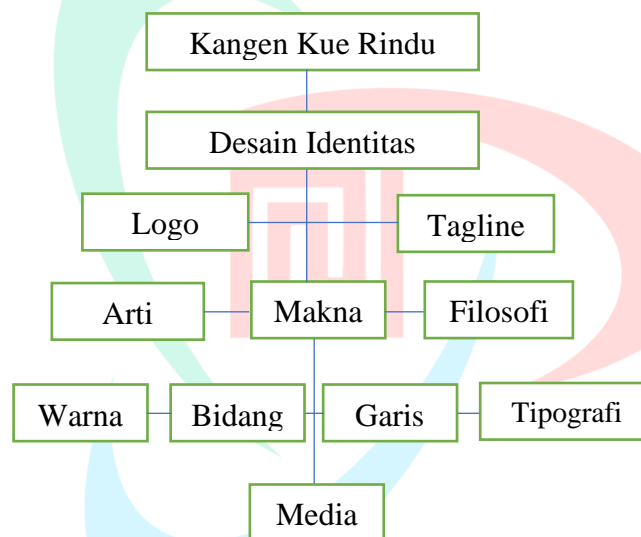 Kangen Kue Rindu
Desain Identitas
Logo
Tagline
Arti
Makna
Filosofi
Warna
Bidang
Garis
Tipografi
Media